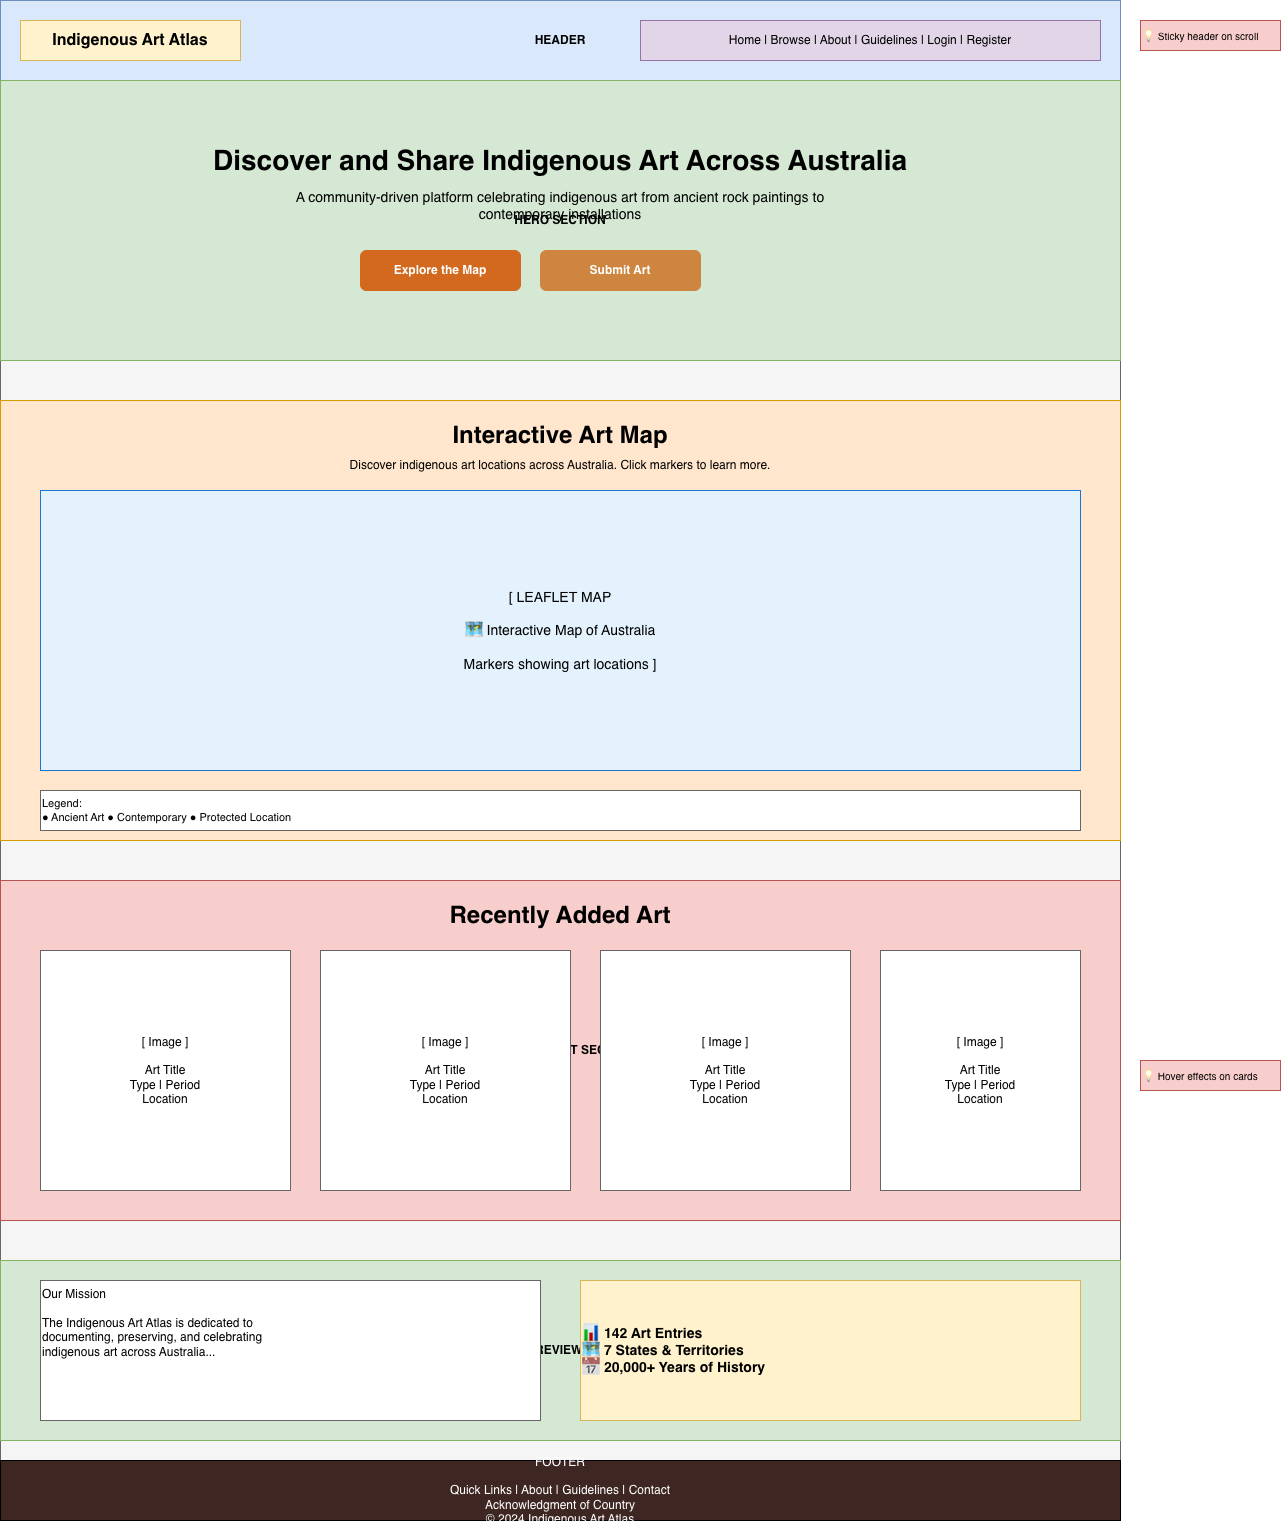 Indigenous Art Atlas
HEADER
Home | Browse | About | Guidelines | Login | Register
💡 Sticky header on scroll
Discover and Share Indigenous Art Across Australia
A community-driven platform celebrating indigenous art from ancient rock paintings to
contemporary installations
HERO SECTION
Explore the Map
Submit Art
Interactive Art Map
Discover indigenous art locations across Australia. Click markers to learn more.
[ LEAFLET MAP
🗺️ Interactive Map of Australia
Markers showing art locations ]
Legend:
● Ancient Art ● Contemporary ● Protected Location
Recently Added Art
[ Image ]
Art Title
Type | Period
Location
[ Image ]
Art Title
Type | Period
Location
T SEC
[ Image ]
Art Title
Type | Period
Location
[ Image ]
Art Title
Type | Period
Location
💡 Hover effects on cards
Our Mission
The Indigenous Art Atlas is dedicated to
documenting, preserving, and celebrating
indigenous art across Australia...
REVIEW
📊 142 Art Entries
🗺️ 7 States & Territories
📅 20,000+ Years of History
FOOTER
Quick Links | About | Guidelines | Contact
Acknowledgment of Country
© 2024 Indigenous Art Atlas